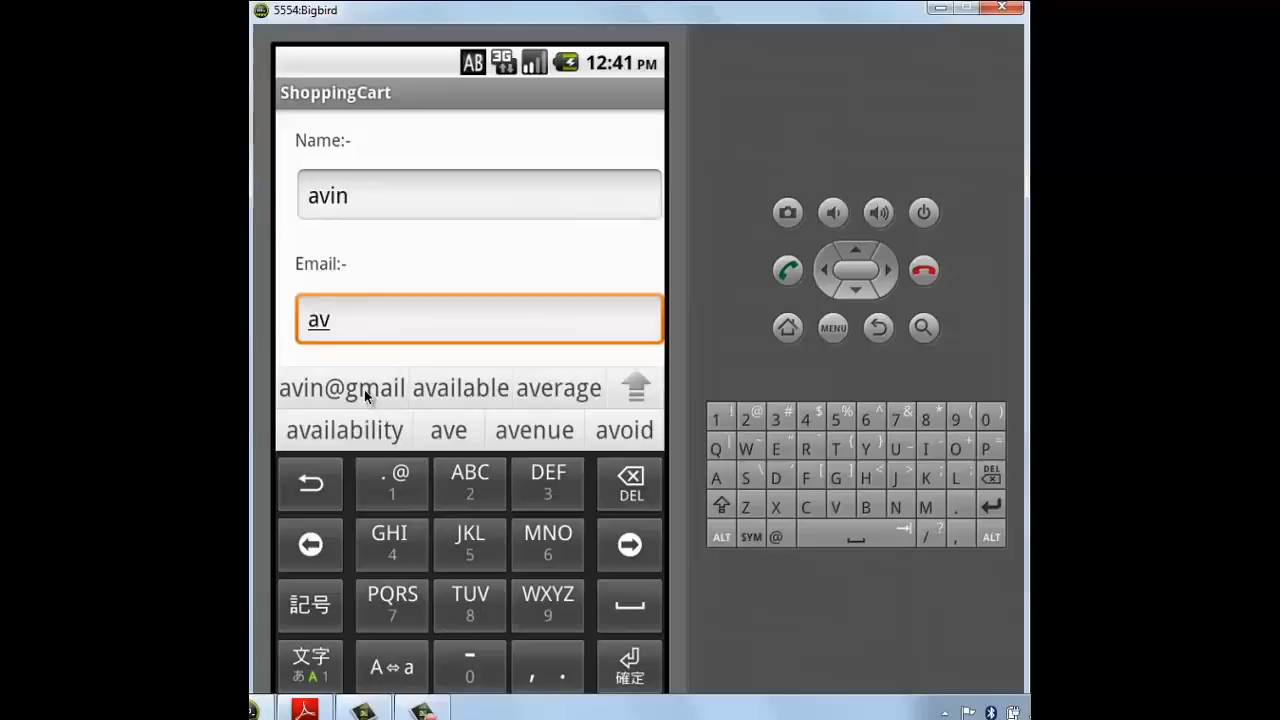 5554:Bigbird
AB 3G 12:41 PM
ShoppingCart
Name:-
avin
Email:-
av
avin@gmail available average
availability ave avenue avoid
. @ ABC DEF
1 2 3 DEL
GHI JKL MNO
4 5 6
記号 PQRS TUV WXYZ
7 8 9
文字 A⇔a - , . 確定
あA1 0
MENU
1 ! 2 @ 3 # 4 $ 5 % 6 ^ 7 & 8 * 9 ( 0 )
Q | W ~ E " R ` T { Y } U _ I - O + P =
A S \ D ' F [ G ] H < J > K ; L : DEL
Z X C V B N M .
ALT SYM @ / ? , ALT